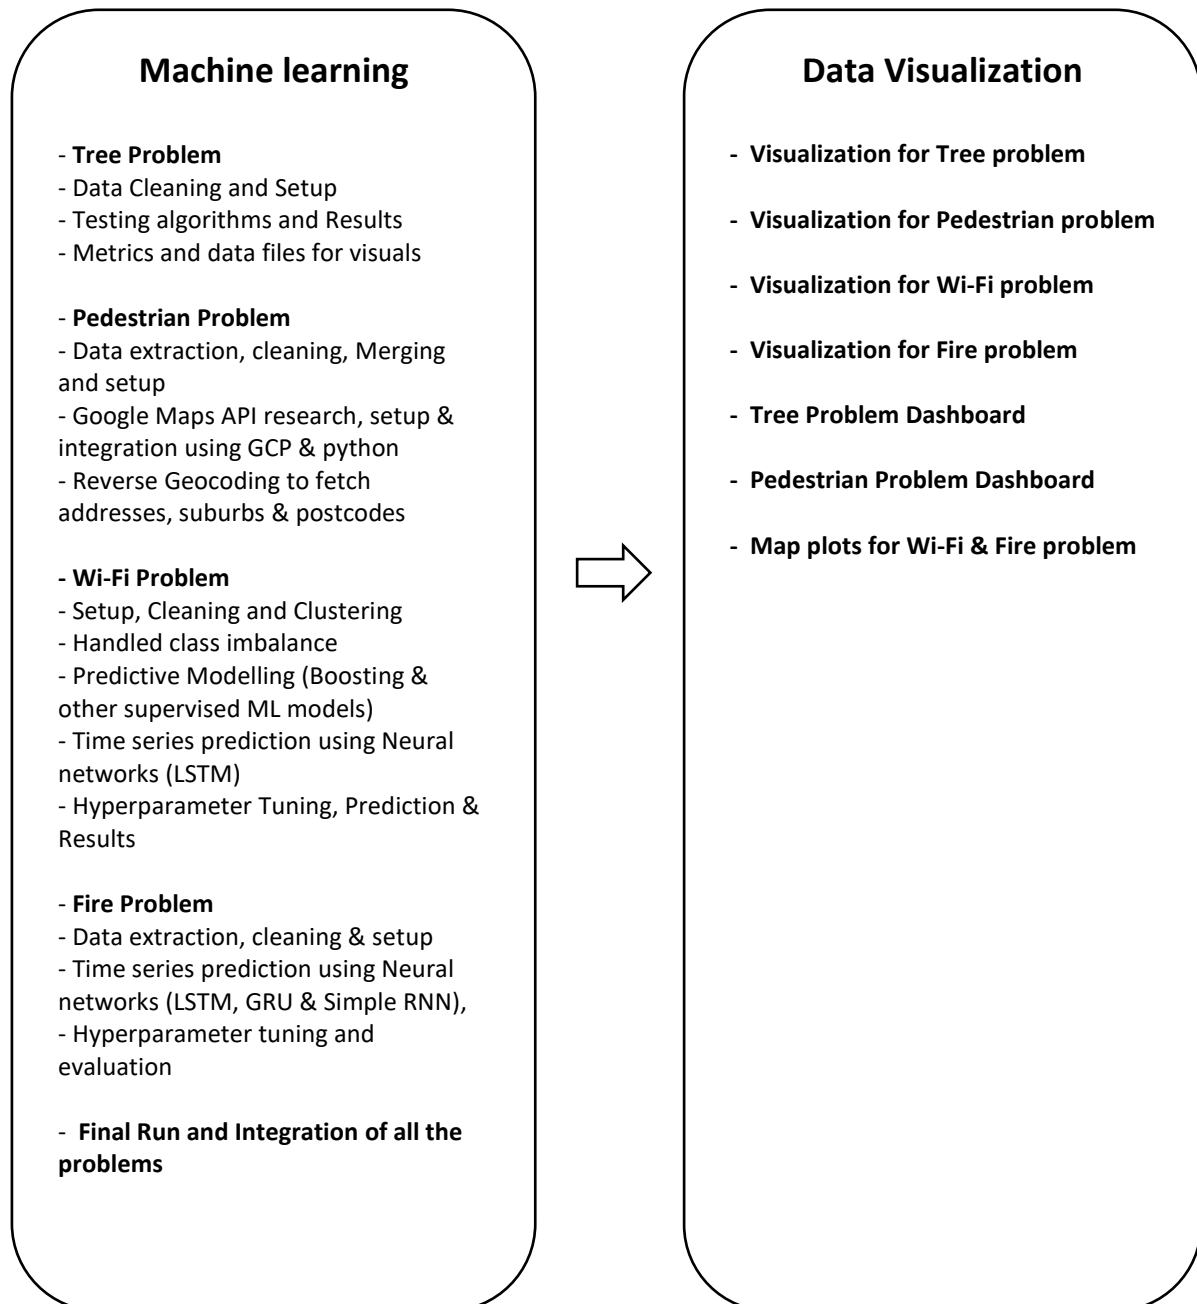 Machine learning
- Tree Problem
- Data Cleaning and Setup
- Testing algorithms and Results
- Metrics and data files for visuals
- Pedestrian Problem
- Data extraction, cleaning, Merging
and setup
- Google Maps API research, setup &
integration using GCP & python
- Reverse Geocoding to fetch
addresses, suburbs & postcodes
- Wi-Fi Problem
- Setup, Cleaning and Clustering
- Handled class imbalance
- Predictive Modelling (Boosting &
other supervised ML models)
- Time series prediction using Neural
networks (LSTM)
- Hyperparameter Tuning, Prediction &
Results
- Fire Problem
- Data extraction, cleaning & setup
- Time series prediction using Neural
networks (LSTM, GRU & Simple RNN),
- Hyperparameter tuning and
evaluation
- Final Run and Integration of all the
problems
Data Visualization
- Visualization for Tree problem
- Visualization for Pedestrian problem
- Visualization for Wi-Fi problem
- Visualization for Fire problem
- Tree Problem Dashboard
- Pedestrian Problem Dashboard
- Map plots for Wi-Fi & Fire problem